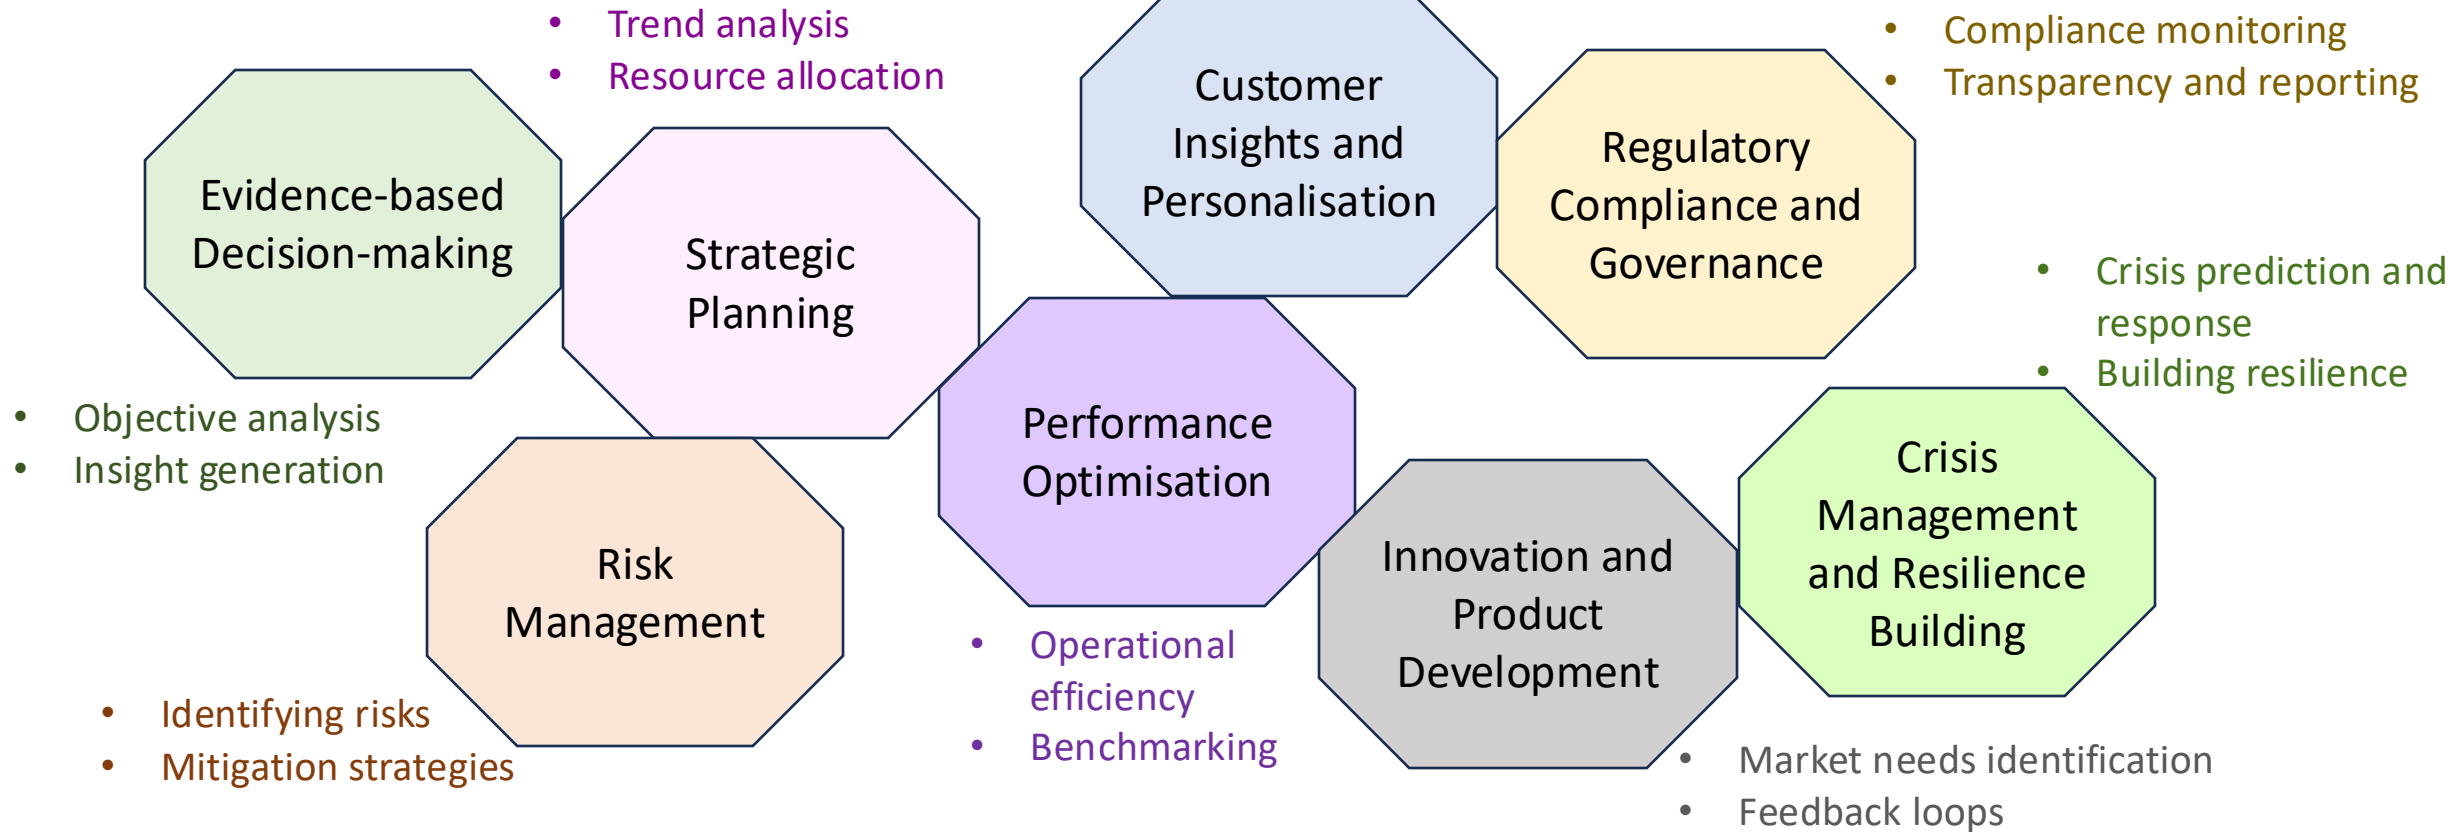 • Trend analysis
• Resource allocation
Evidence-based
Decision-making
• Objective analysis
• Insight generation
Strategic
Planning
Risk
Management
• Identifying risks
• Mitigation strategies
Customer
Insights and
Personalisation
Performance
Optimisation
• Operational
efficiency
• Benchmarking
• Compliance monitoring
• Transparency and reporting
Regulatory
Compliance and
Governance
Innovation and
Product
Development
• Market needs identification
• Feedback loops
• Crisis prediction and
response
• Building resilience
Crisis
Management
and Resilience
Building